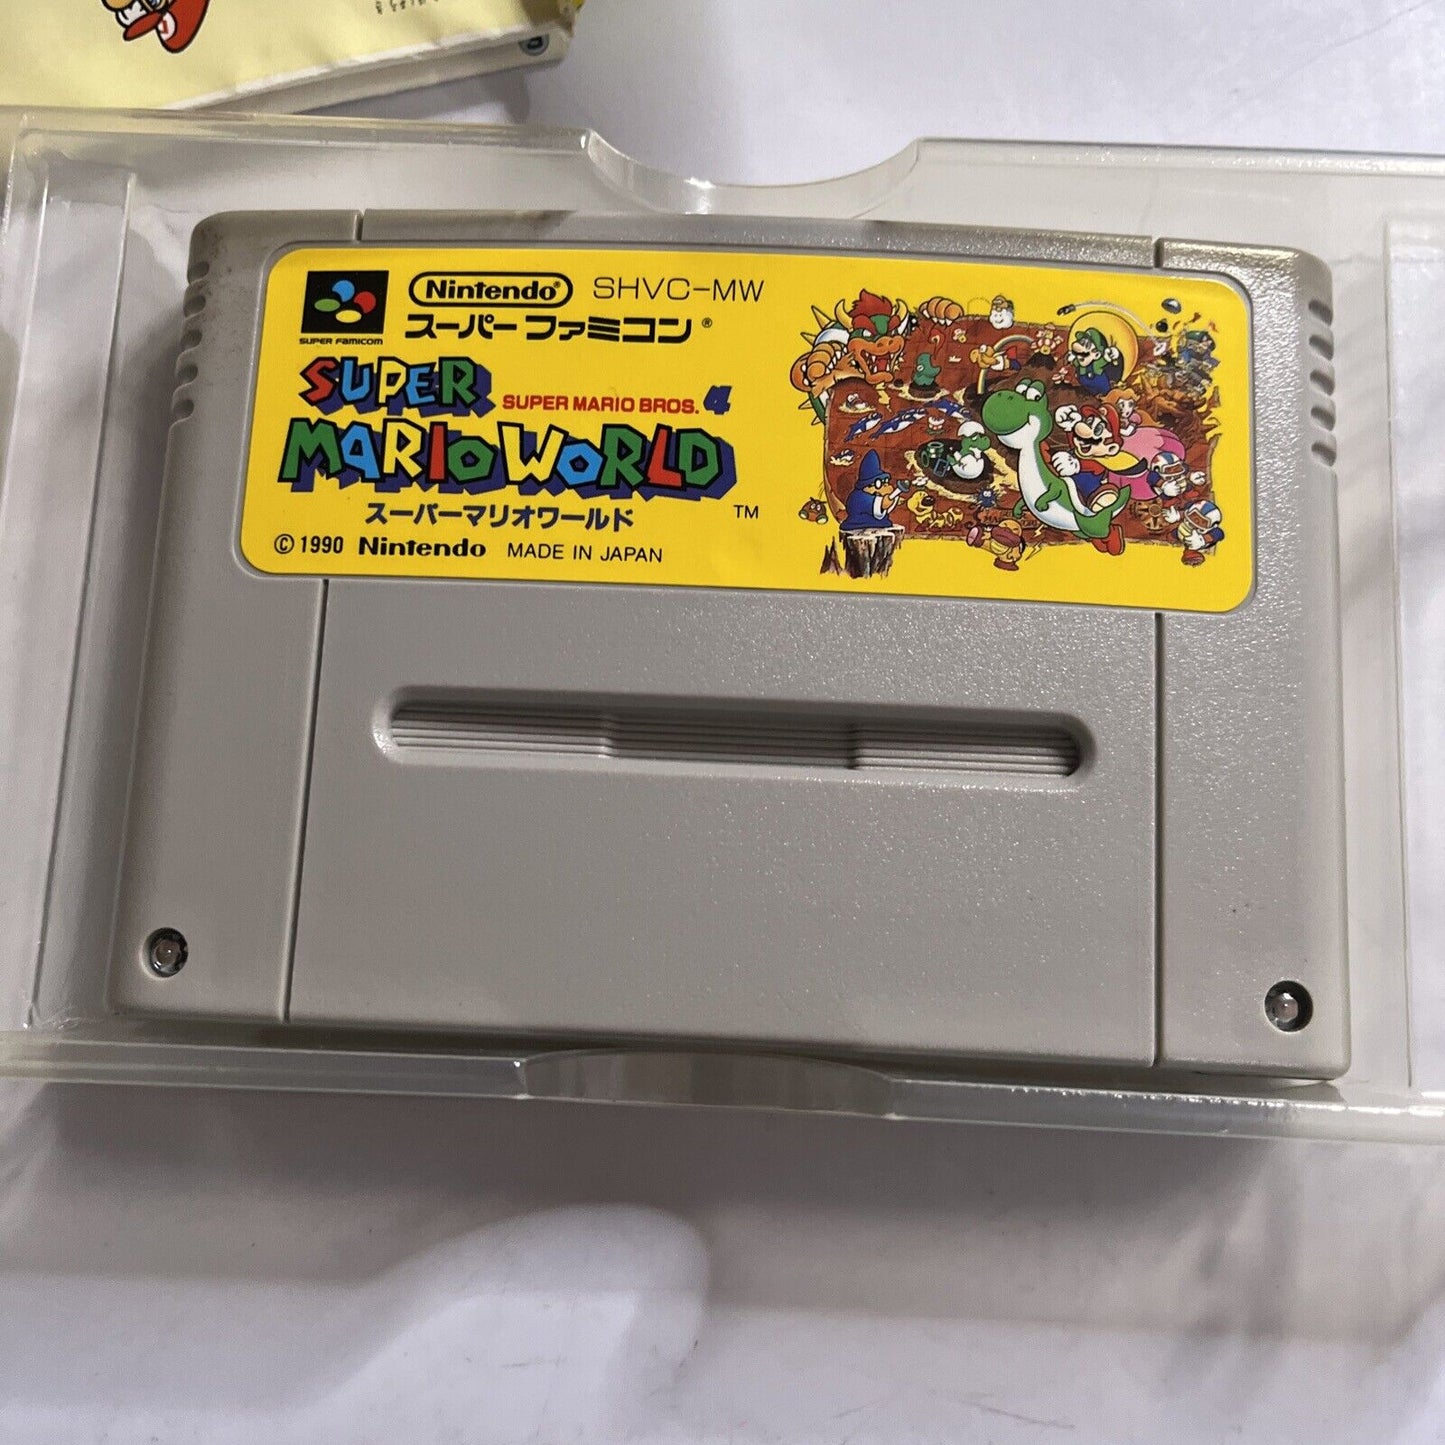 Nintendo® SHVC-MW
スーパーファミコン®
SUPER FAMICOM
SUPER
SUPER MARIO BROS. 4
MARIO WORLD
スーパーマリオワールド TM
© 1990 Nintendo MADE IN JAPAN